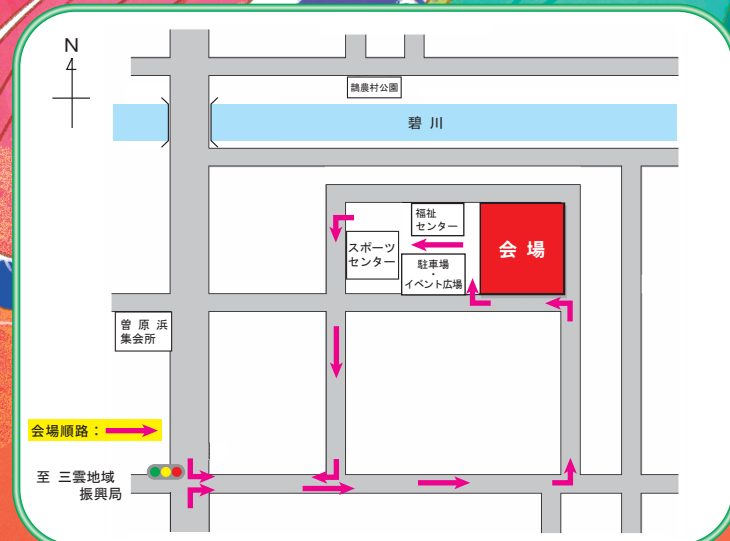 N
鵲農村公園
碧川
福祉
センター
スポーツ
センター
会場
駐車場
・
イベント広場
曽原浜
集会所
会場順路：
至 三雲地域
振興局